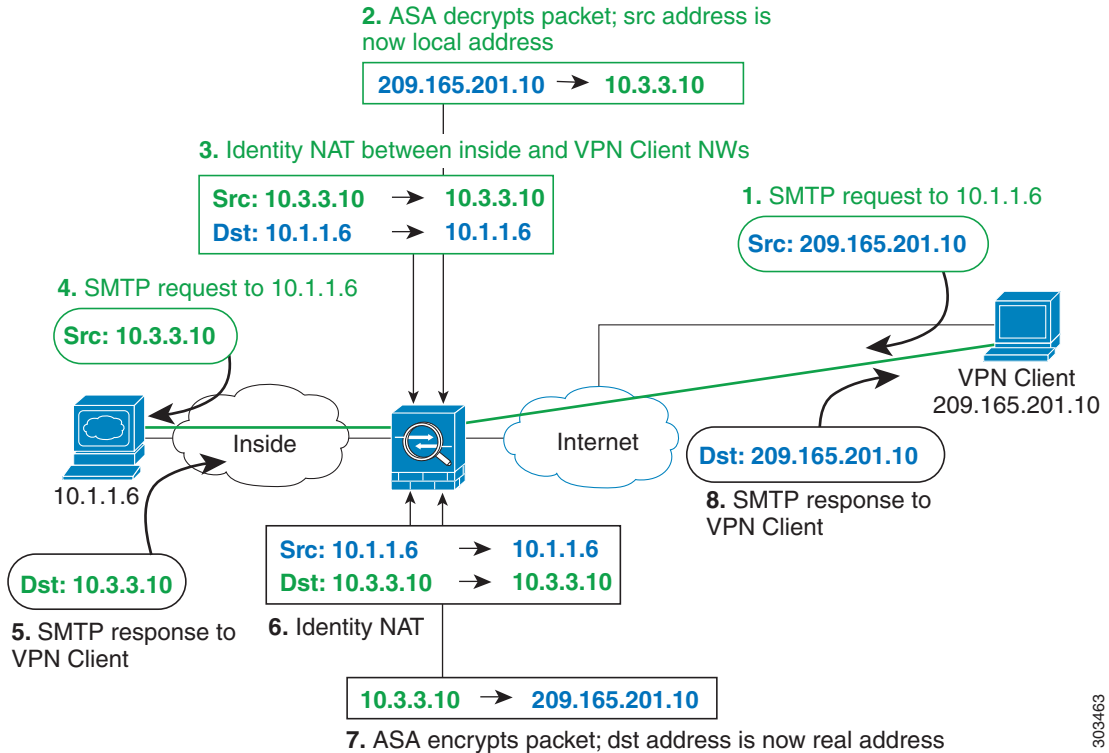 2. ASA decrypts packet; src address is
now local address
209.165.201.10 → 10.3.3.10
3. Identity NAT between inside and VPN Client NWs
Src: 10.3.3.10 → 10.3.3.10
Dst: 10.1.1.6 → 10.1.1.6
1. SMTP request to 10.1.1.6
Src: 209.165.201.10
4. SMTP request to 10.1.1.6
Src: 10.3.3.10
VPN Client
209.165.201.10
Inside
Internet
10.1.1.6
Dst: 209.165.201.10
8. SMTP response to
VPN Client
Src: 10.1.1.6 → 10.1.1.6
Dst: 10.3.3.10 → 10.3.3.10
6. Identity NAT
Dst: 10.3.3.10
5. SMTP response to
VPN Client
10.3.3.10 → 209.165.201.10
7. ASA encrypts packet; dst address is now real address
303463